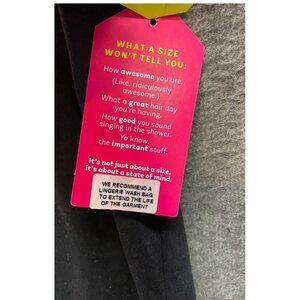 WHAT A SIZE
WON'T TELL YOU:
How awesome you are.
(Like, ridiculously
awesome.)
What a great hair day
you're having.
How good you sound
singing in the shower.
Ya know,
the important stuff.
It's not just about a size,
it's about a state of mind.
WE RECOMMEND A
LINGERIE WASH BAG
TO EXTEND THE LIFE
OF THE GARMENT